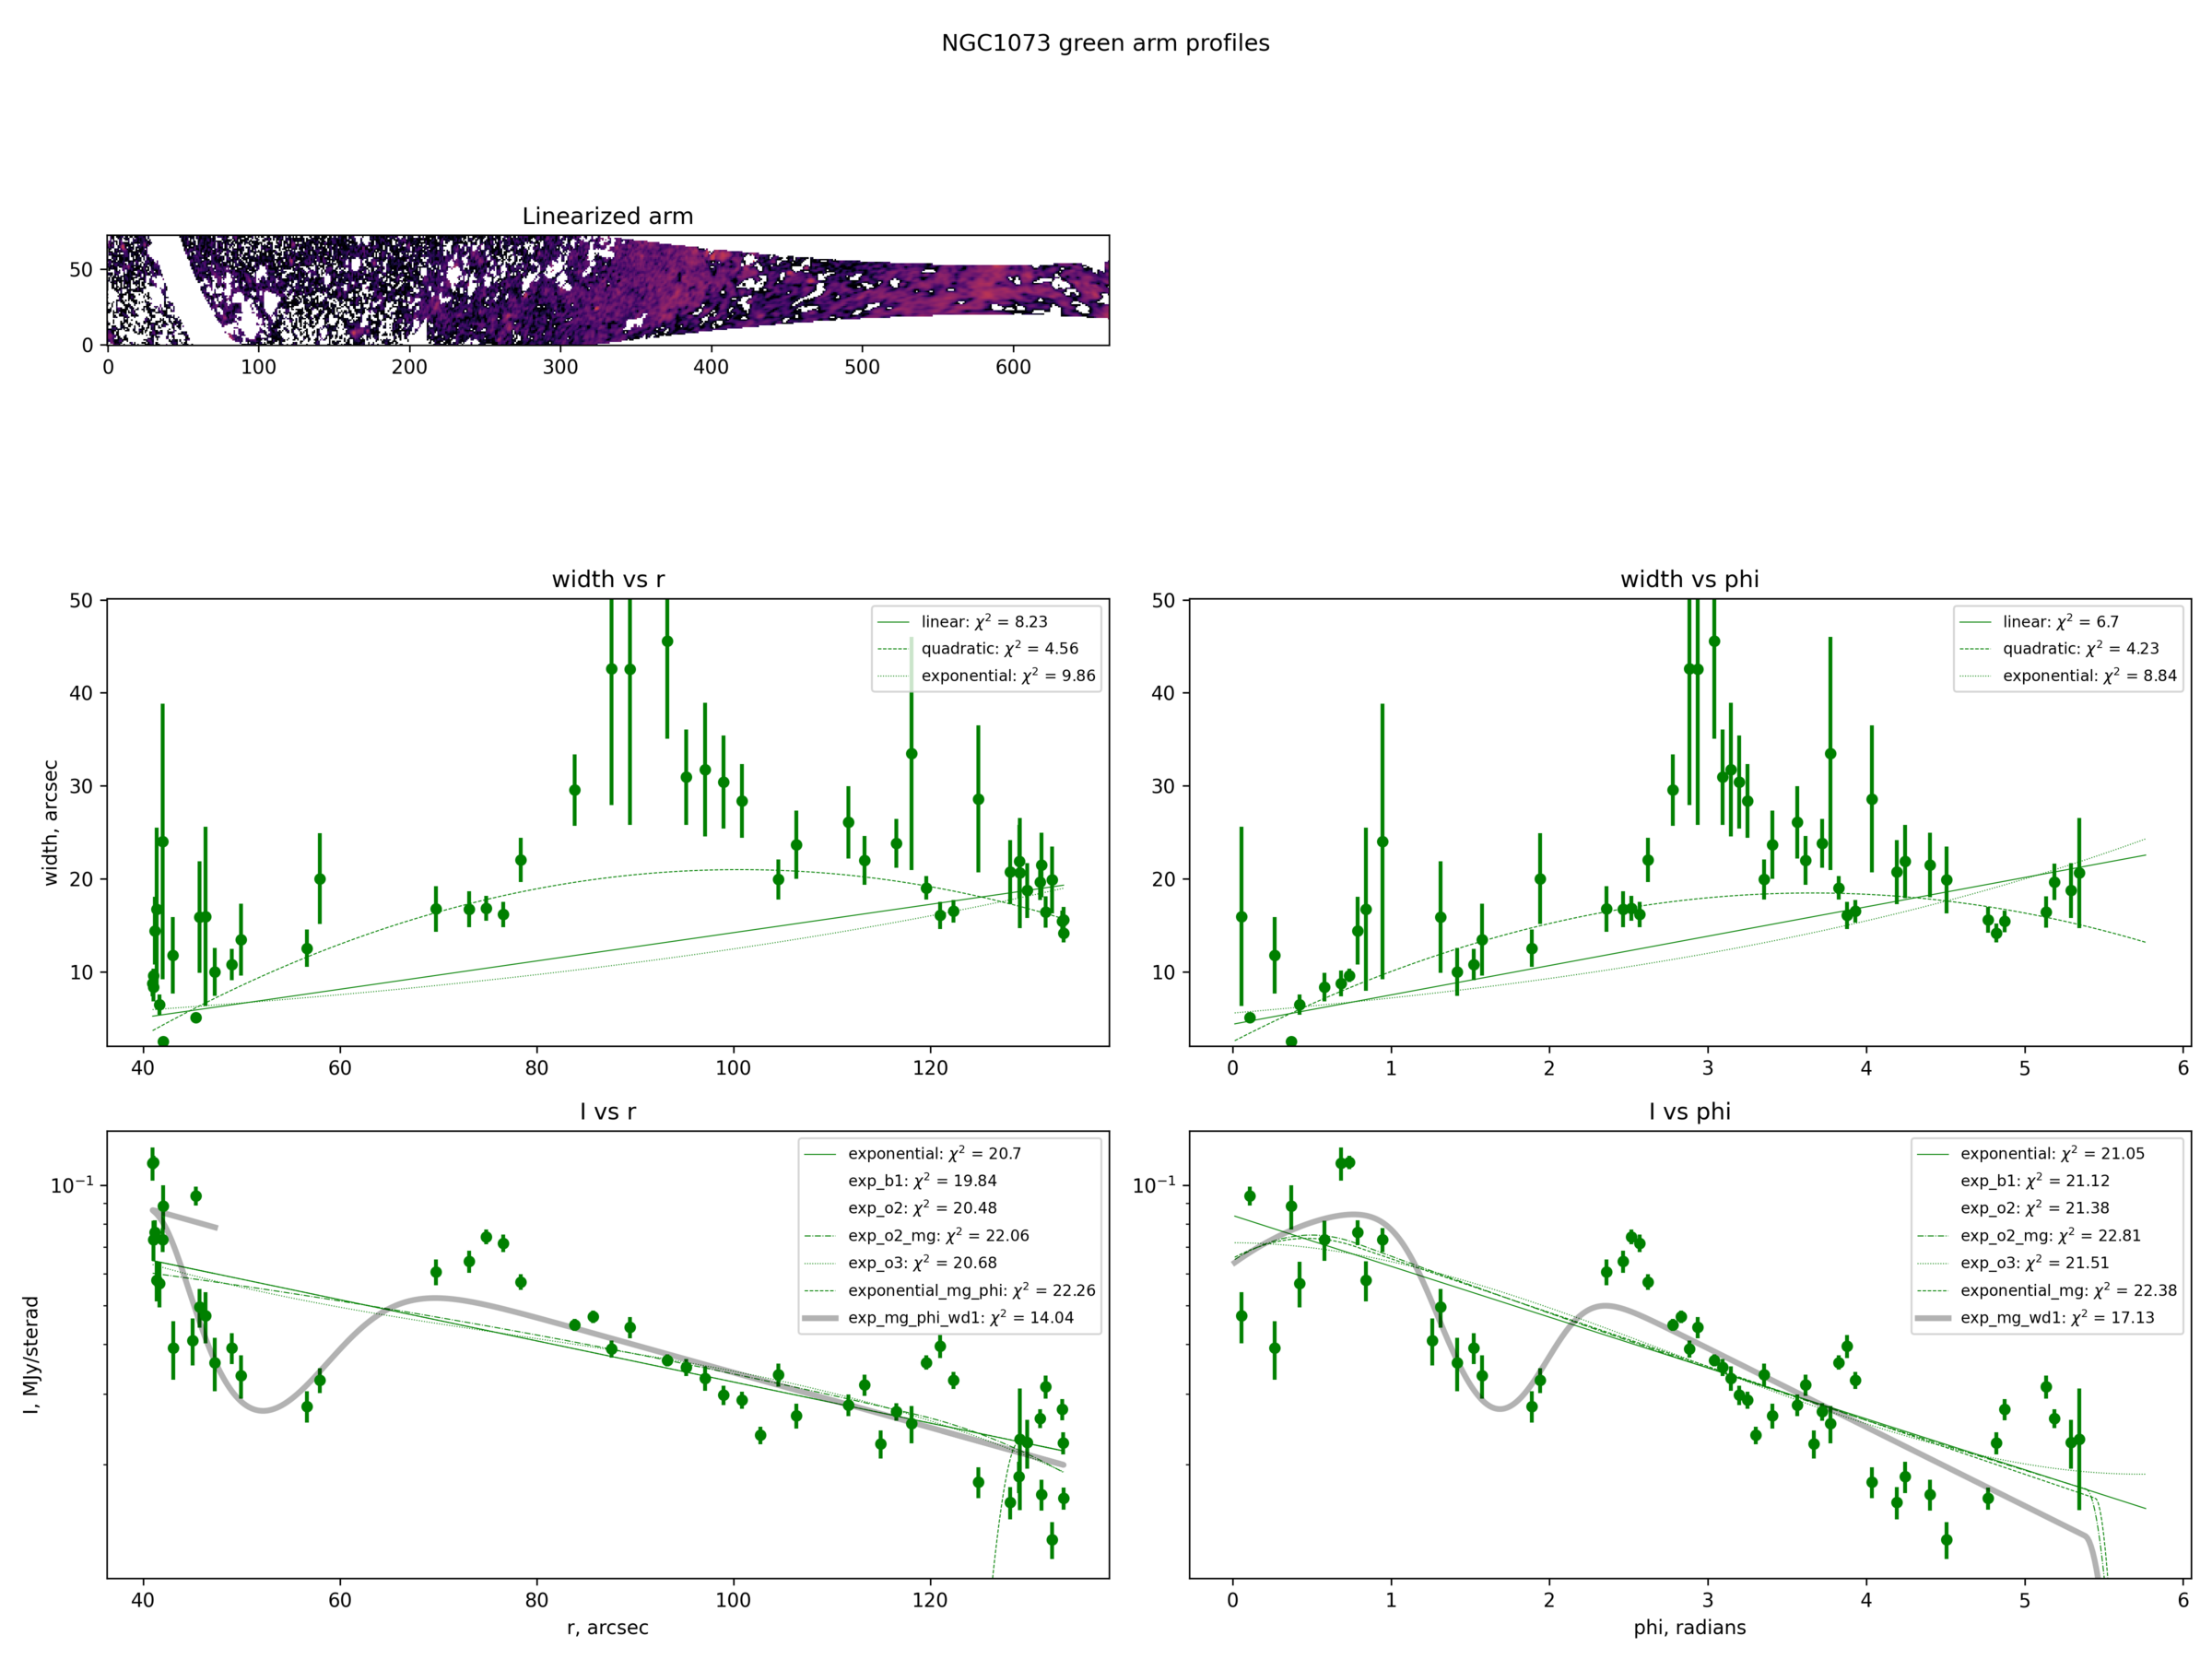 NGC1073 green arm profiles
Linearized arm
50
0
0 100 200 300 400 500 600
width vs r
50
40
30
20
10
width, arcsec
linear: χ² = 8.23
quadratic: χ² = 4.56
exponential: χ² = 9.86
40 60 80 100 120
width vs phi
50
40
30
20
10
linear: χ² = 6.7
quadratic: χ² = 4.23
exponential: χ² = 8.84
0 1 2 3 4 5 6
I vs r
10⁻¹
I, MJy/sterad
exponential: χ² = 20.7
exp_b1: χ² = 19.84
exp_o2: χ² = 20.48
exp_o2_mg: χ² = 22.06
exp_o3: χ² = 20.68
exponential_mg_phi: χ² = 22.26
exp_mg_phi_wd1: χ² = 14.04
40 60 80 100 120
r, arcsec
I vs phi
10⁻¹
exponential: χ² = 21.05
exp_b1: χ² = 21.12
exp_o2: χ² = 21.38
exp_o2_mg: χ² = 22.81
exp_o3: χ² = 21.51
exponential_mg: χ² = 22.38
exp_mg_wd1: χ² = 17.13
0 1 2 3 4 5 6
phi, radians